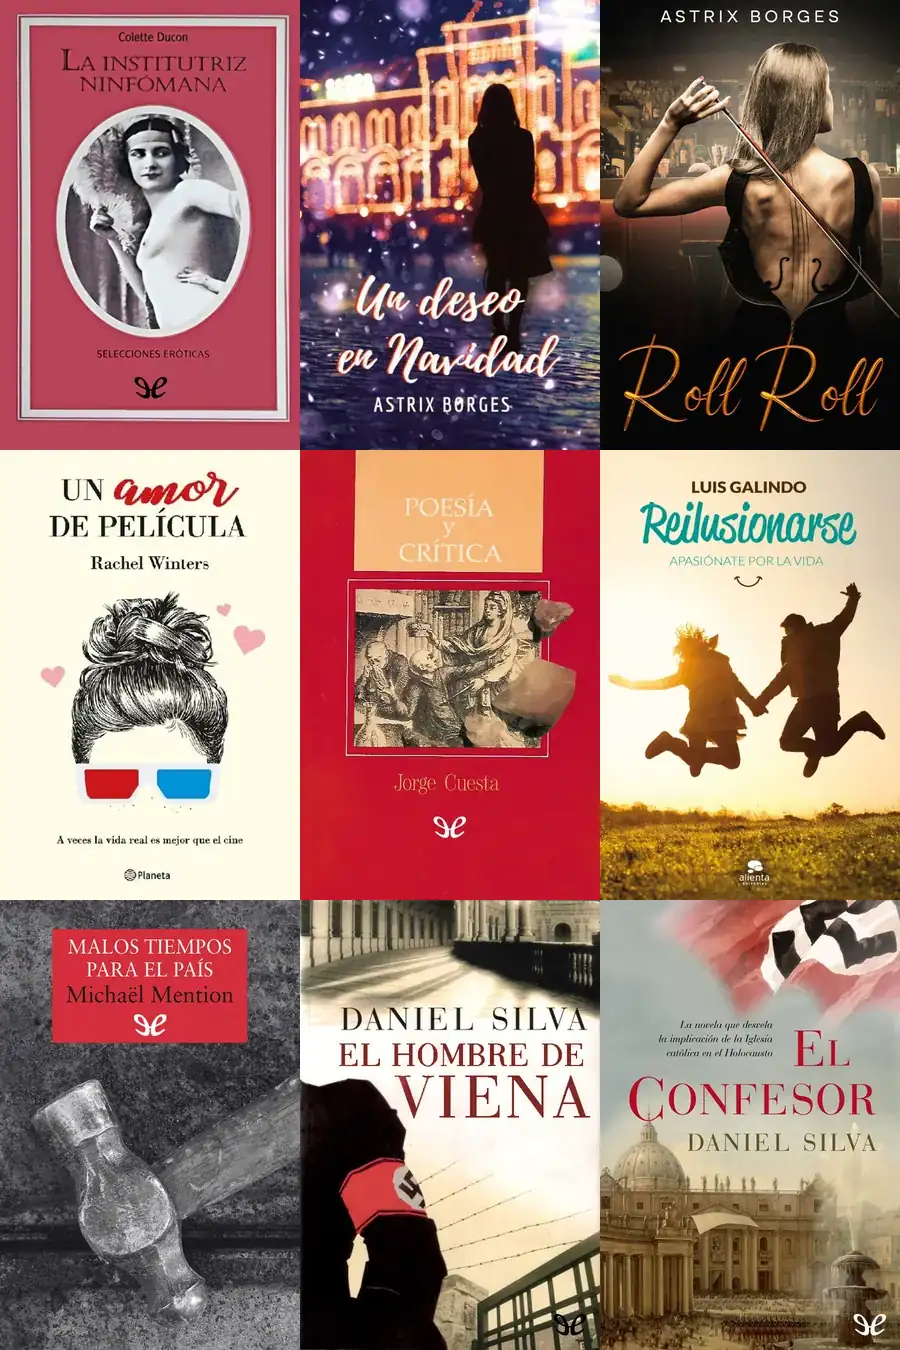 Colette Ducon
LA INSTITUTRIZ
NINFÓMANA
SELECCIONES ERÓTICAS
Un deseo
en Navidad
ASTRIX BORGES
ASTRIX BORGES
Roll Roll
UN amor
DE PELÍCULA
Rachel Winters
A veces la vida real es mejor que el cine
Planeta
POESÍA
y
CRÍTICA
Jorge Cuesta
LUIS GALINDO
Reilusionarse
APASIÓNATE POR LA VIDA
alienta
EDITORIAL
MALOS TIEMPOS
PARA EL PAÍS
Michaël Mention
DANIEL SILVA
EL HOMBRE DE
VIENA
La novela que desvela
la implicación de la Iglesia
católica en el Holocausto
EL
CONFESOR
DANIEL SILVA